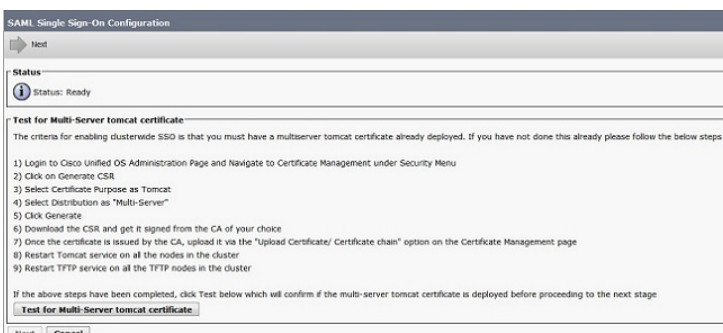 SAML Single Sign-On Configuration
Next
Status
Status: Ready
Test for Multi-Server tomcat certificate
The criteria for enabling clusterwide SSO is that you must have a multiserver tomcat certificate already deployed. If you have not done this already please follow the below steps
1) Login to Cisco Unified OS Administration Page and Navigate to Certificate Management under Security Menu
2) Click on Generate CSR
3) Select Certificate Purpose as Tomcat
4) Select Distribution as "Multi-Server"
5) Click Generate
6) Download the CSR and get it signed from the CA of your choice
7) Once the certificate is issued by the CA, upload it via the "Upload Certificate/ Certificate chain" option on the Certificate Management page
8) Restart Tomcat service on all the nodes in the cluster
9) Restart TFTP service on all the TFTP nodes in the cluster
If the above steps have been completed, click Test below which will confirm if the multi-server tomcat certificate is deployed before proceeding to the next stage
Test for Multi-Server tomcat certificate
Next Cancel